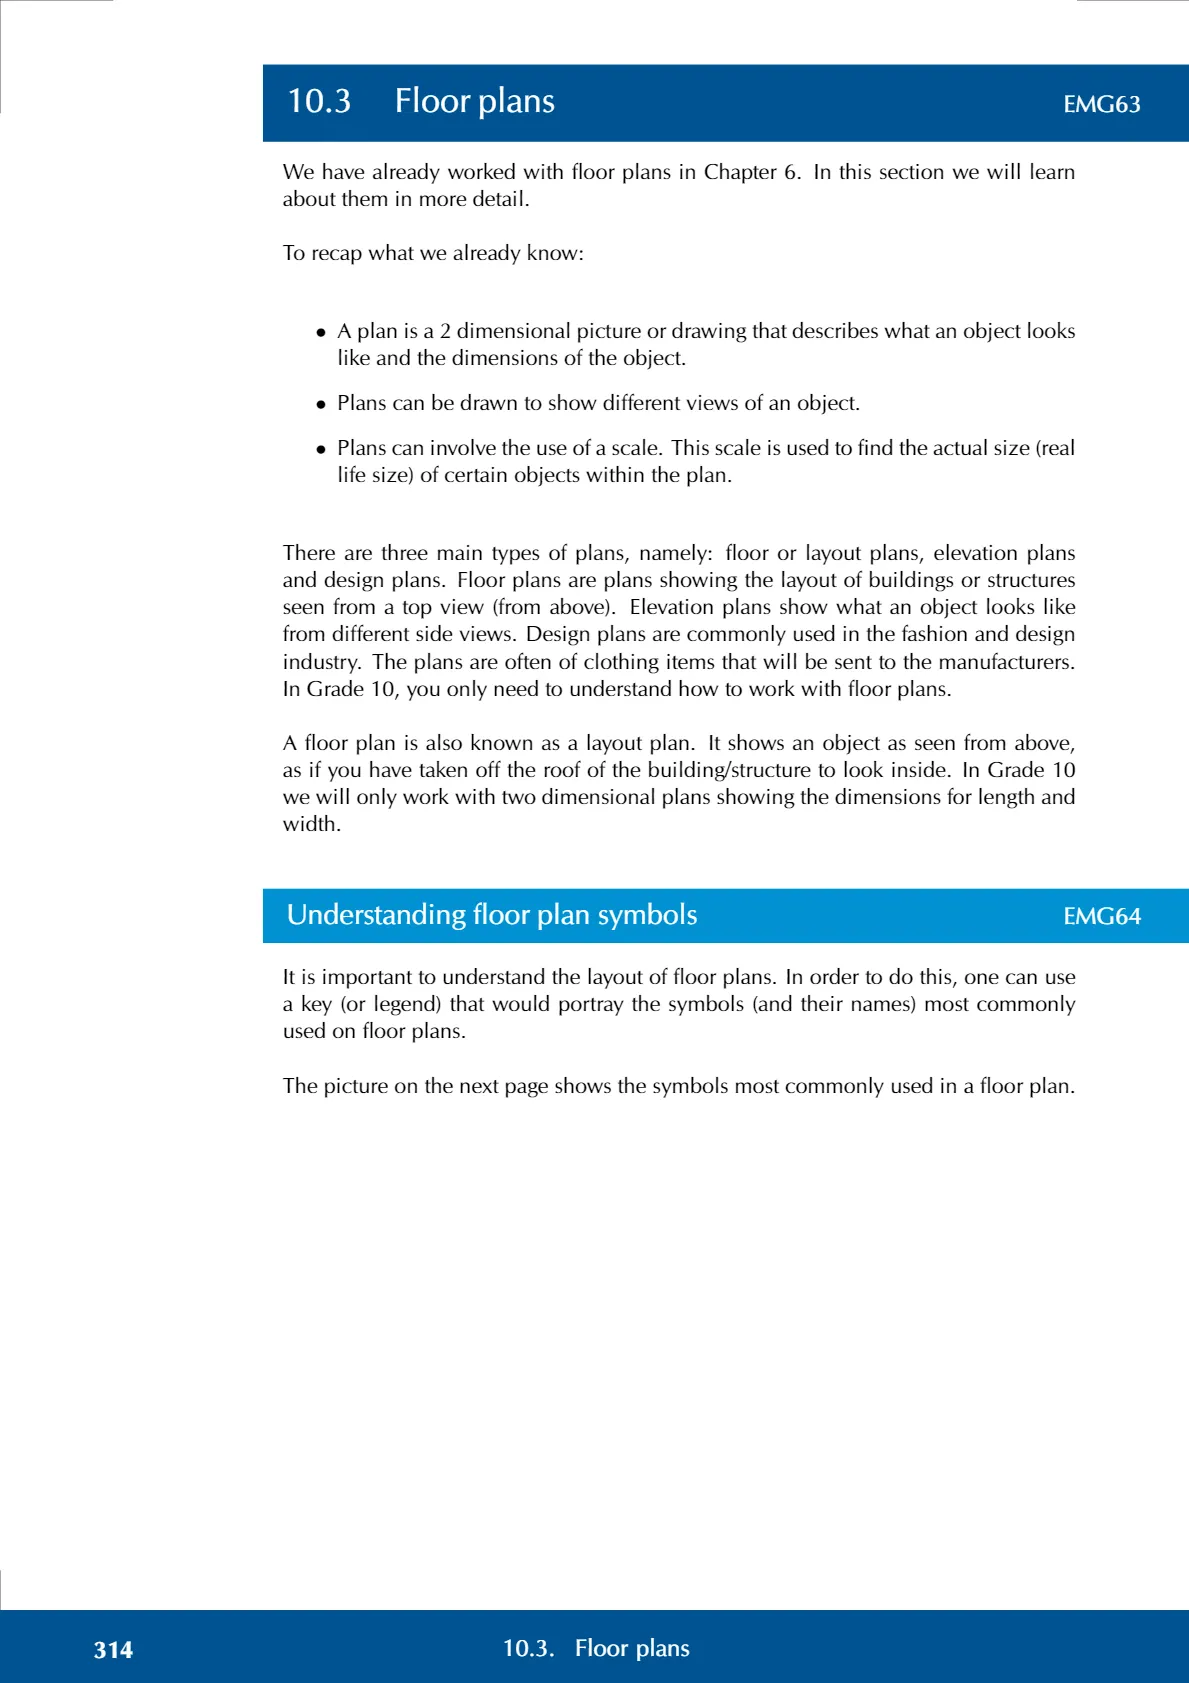 10.3 Floor plans EMG63
We have already worked with floor plans in Chapter 6. In this section we will learn
about them in more detail.
To recap what we already know:
• A plan is a 2 dimensional picture or drawing that describes what an object looks
like and the dimensions of the object.
• Plans can be drawn to show different views of an object.
• Plans can involve the use of a scale. This scale is used to find the actual size (real
life size) of certain objects within the plan.
There are three main types of plans, namely: floor or layout plans, elevation plans
and design plans. Floor plans are plans showing the layout of buildings or structures
seen from a top view (from above). Elevation plans show what an object looks like
from different side views. Design plans are commonly used in the fashion and design
industry. The plans are often of clothing items that will be sent to the manufacturers.
In Grade 10, you only need to understand how to work with floor plans.
A floor plan is also known as a layout plan. It shows an object as seen from above,
as if you have taken off the roof of the building/structure to look inside. In Grade 10
we will only work with two dimensional plans showing the dimensions for length and
width.
Understanding floor plan symbols EMG64
It is important to understand the layout of floor plans. In order to do this, one can use
a key (or legend) that would portray the symbols (and their names) most commonly
used on floor plans.
The picture on the next page shows the symbols most commonly used in a floor plan.
314 10.3. Floor plans